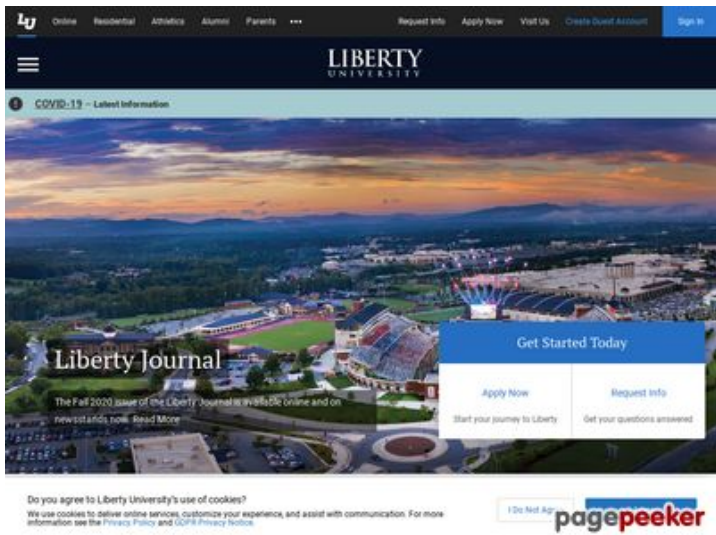 LU Online Residential Athletics Alumni Parents ••• Request Info Apply Now Visit Us Create Guest Account Sign In
LIBERTY
UNIVERSITY
COVID-19 – Latest Information
Liberty Journal
The Fall 2020 issue of the Liberty Journal is available online and on
newsstands now. Read More
Get Started Today
Apply Now
Start your journey to Liberty
Request Info
Get your questions answered
Do you agree to Liberty University's use of cookies?
We use cookies to deliver online services, customize your experience, and assist with communication. For more
information see the Privacy Policy and GDPR Privacy Notice.
I Do Not
pagepeeker